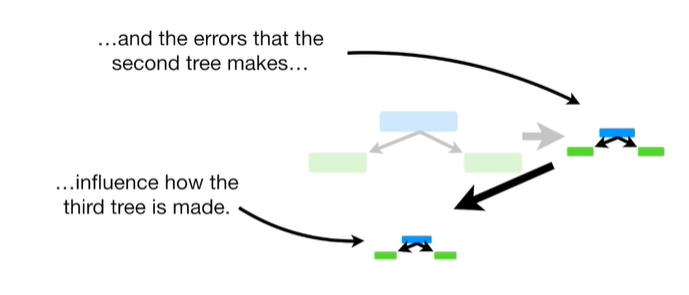 …and the errors that the
second tree makes…
…influence how the
third tree is made.